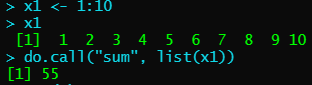 > x1 <- 1:10
> x1
 [1]  1  2  3  4  5  6  7  8  9 10
> do.call("sum", list(x1))
[1] 55